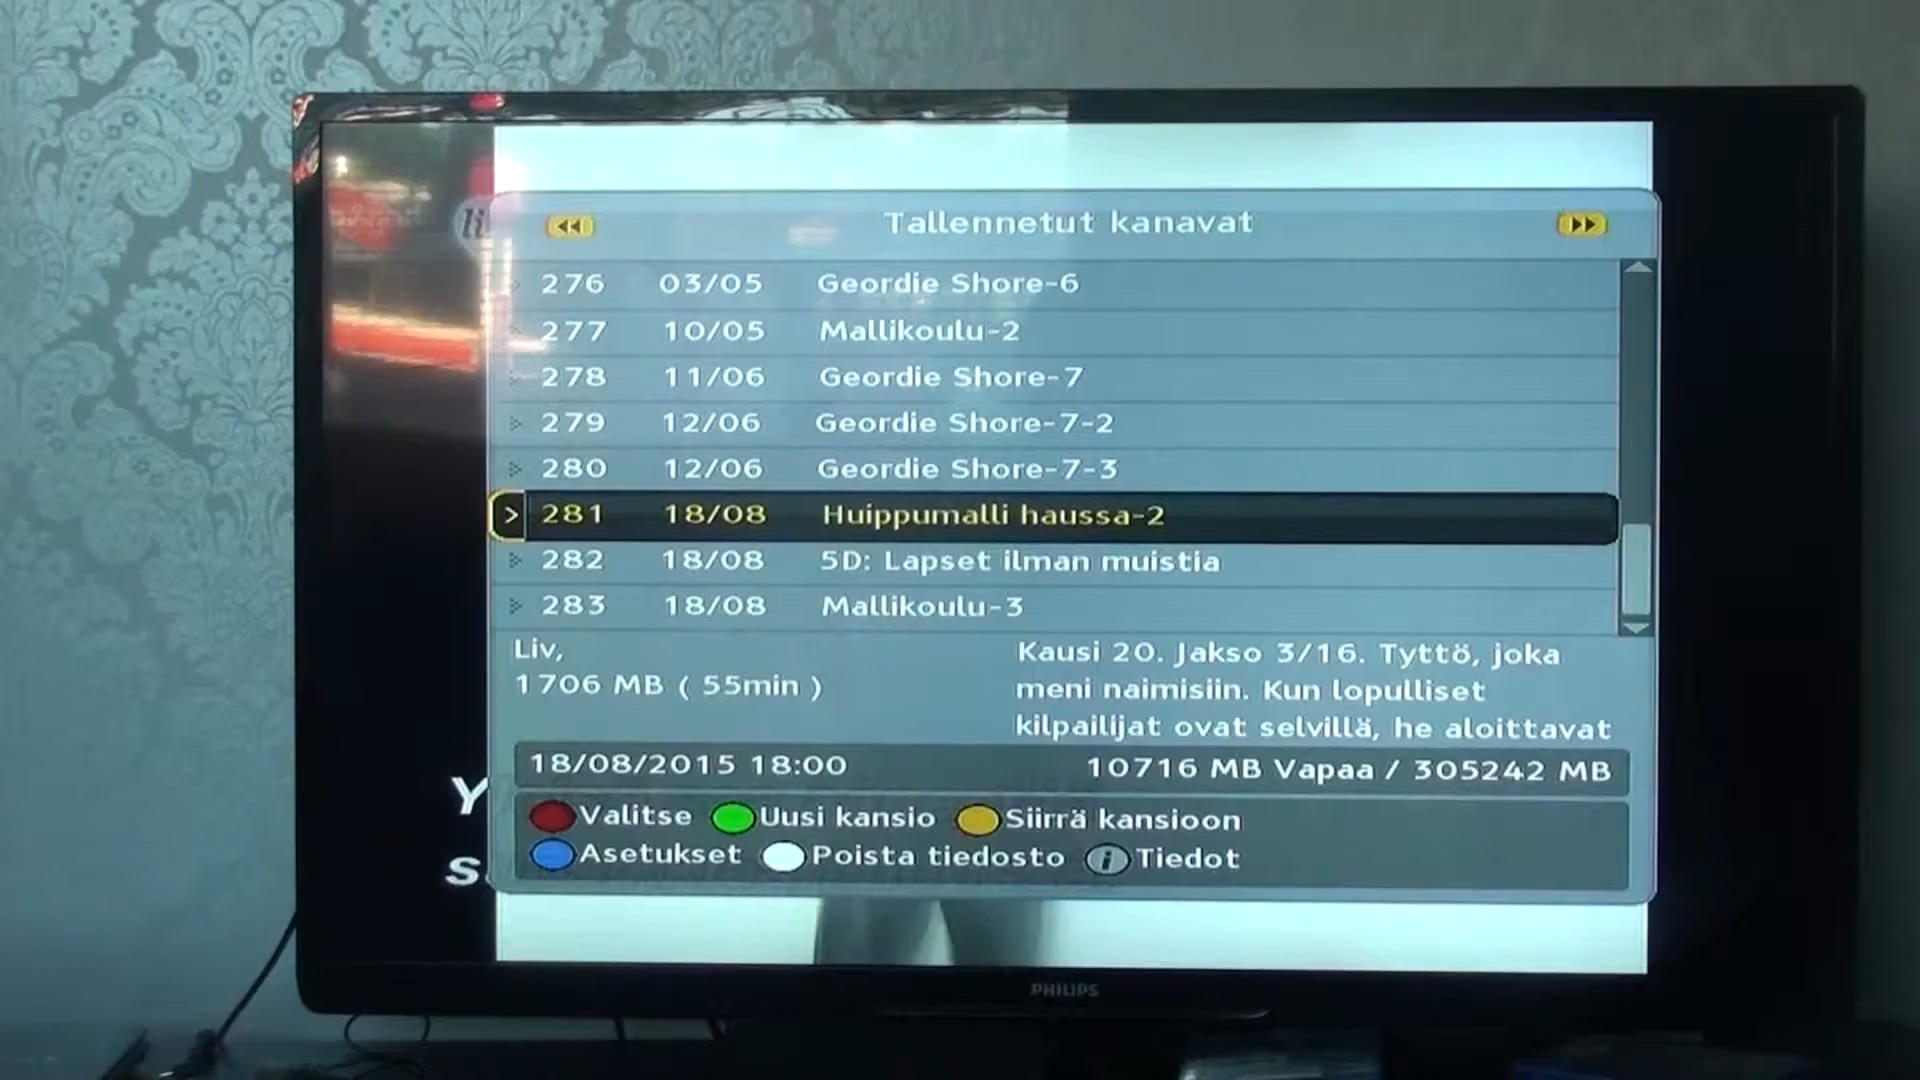 Tallennetut kanavat
276 03/05 Geordie Shore-6
277 10/05 Mallikoulu-2
278 11/06 Geordie Shore-7
279 12/06 Geordie Shore-7-2
280 12/06 Geordie Shore-7-3
> 281 18/08 Huippumalli haussa-2
282 18/08 5D: Lapset ilman muistia
283 18/08 Mallikoulu-3
Liv,
1706 MB ( 55min )
Kausi 20. Jakso 3/16. Tyttö, joka
meni naimisiin. Kun lopulliset
kilpailijat ovat selvillä, he aloittavat
18/08/2015 18:00 10716 MB Vapaa / 305242 MB
Valitse Uusi kansio Siirrä kansioon
Asetukset Poista tiedosto i Tiedot
PHILIPS